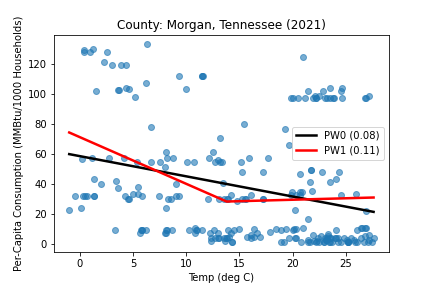 County: Morgan, Tennessee (2021)
Per-Capita Consumption (MMBtu/1000 Households)
120
100
80
60
40
20
0
PW0 (0.08)
PW1 (0.11)
0 5 10 15 20 25
Temp (deg C)